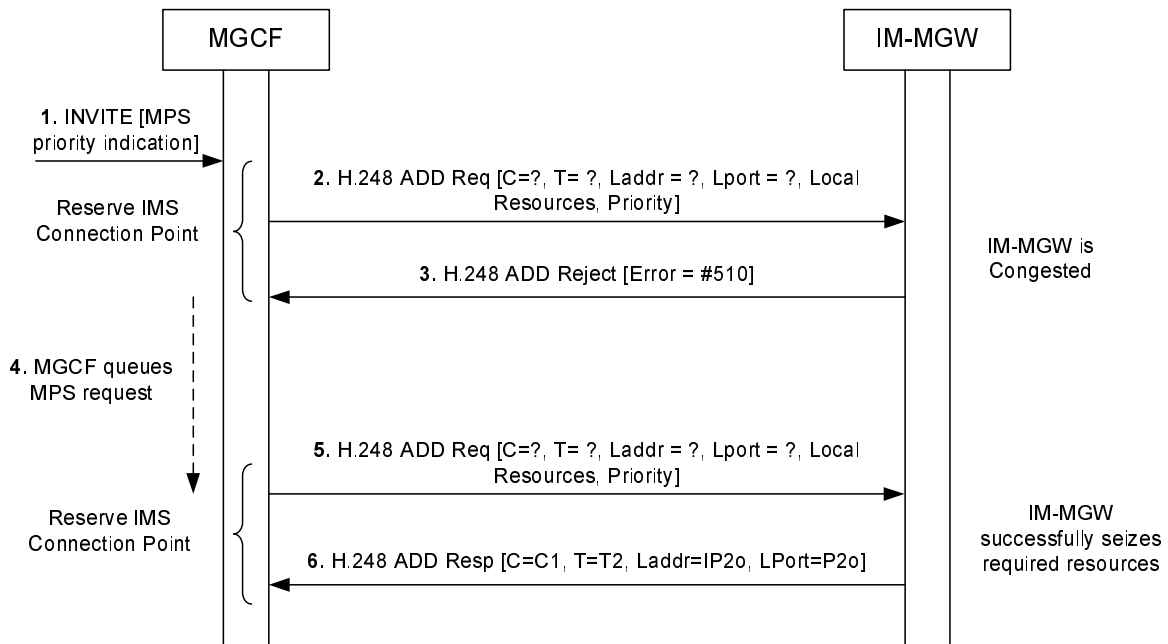 MGCF
IM-MGW
1. INVITE [MPS
priority indication]
2. H.248 ADD Req [C=?, T= ?, Laddr = ?, Lport = ?, Local
Resources, Priority]
Reserve IMS
Connection Point
IM-MGW is
Congested
3. H.248 ADD Reject [Error = #510]
4. MGCF queues
MPS request
5. H.248 ADD Req [C=?, T= ?, Laddr = ?, Lport = ?, Local
Resources, Priority]
Reserve IMS
Connection Point
IM-MGW
successfully seizes
required resources
6. H.248 ADD Resp [C=C1, T=T2, Laddr=IP2o, LPort=P2o]